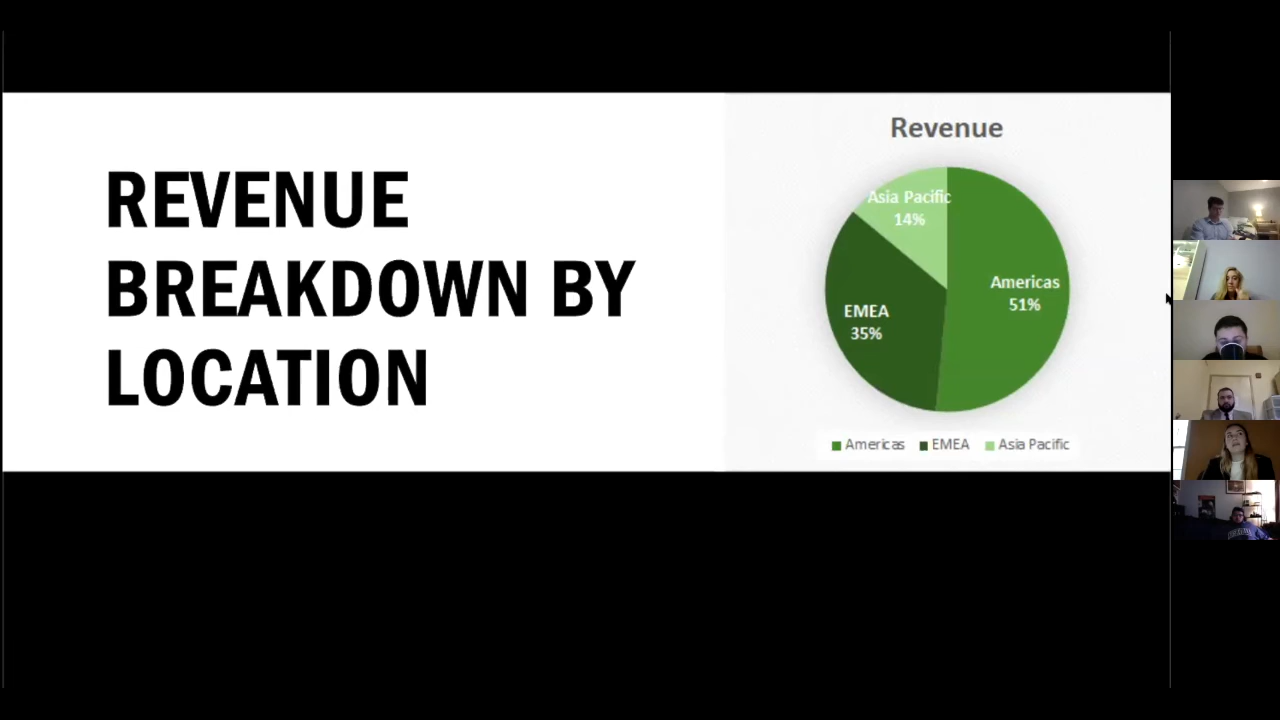 REVENUE
BREAKDOWN BY
LOCATION
Revenue
Asia Pacific
14%
Americas
51%
EMEA
35%
Americas EMEA Asia Pacific